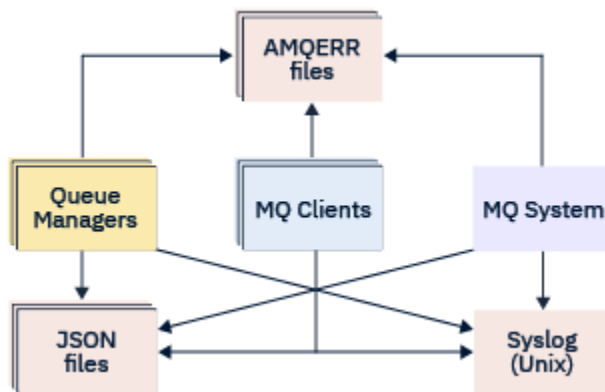 AMQERR
files
Queue
Managers
MQ Clients
MQ System
JSON
files
Syslog
(Unix)